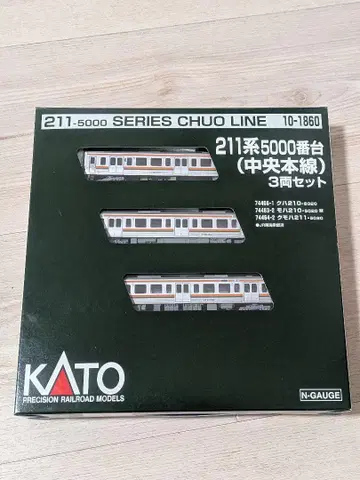 211-5000 SERIES CHUO LINE 10-1860
211系5000番台
(中央本線)
3両セット
KATO
PRECISION RAILROAD MODELS
N-GAUGE